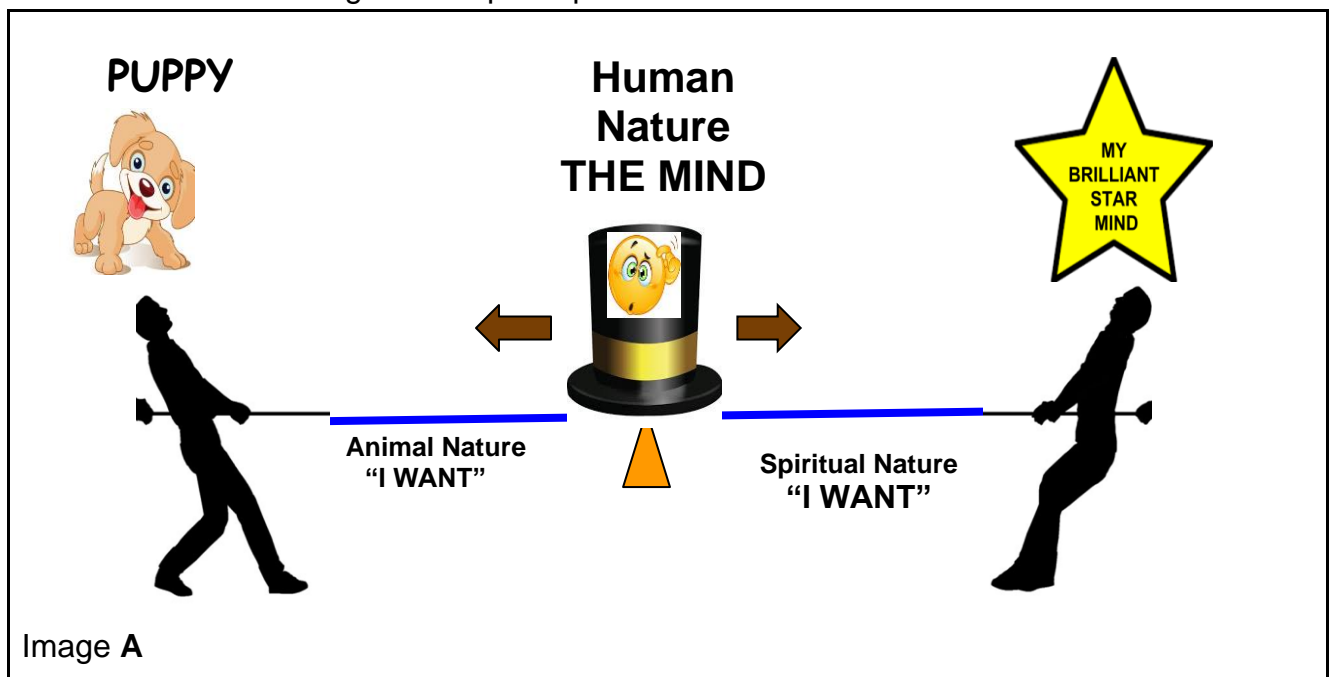 PUPPY
Human
Nature
THE MIND
MY
BRILLIANT
STAR
MIND
Animal Nature
“I WANT”
Spiritual Nature
“I WANT”
Image A